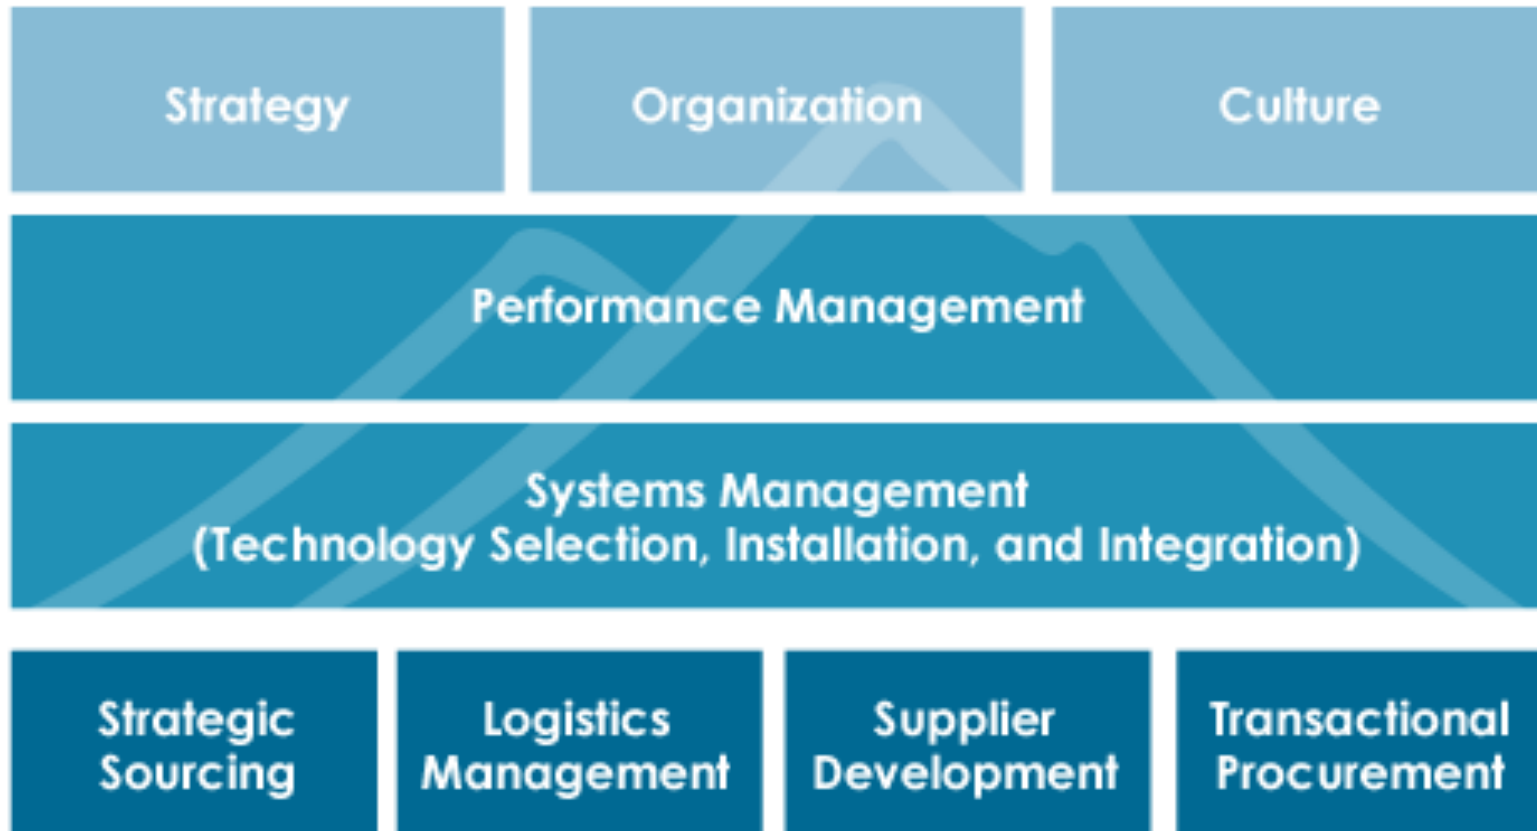 Strategy
Organization
Culture
Performance Management
Systems Management
(Technology Selection, Installation, and Integration)
Strategic
Sourcing
Logistics
Management
Supplier
Development
Transactional
Procurement